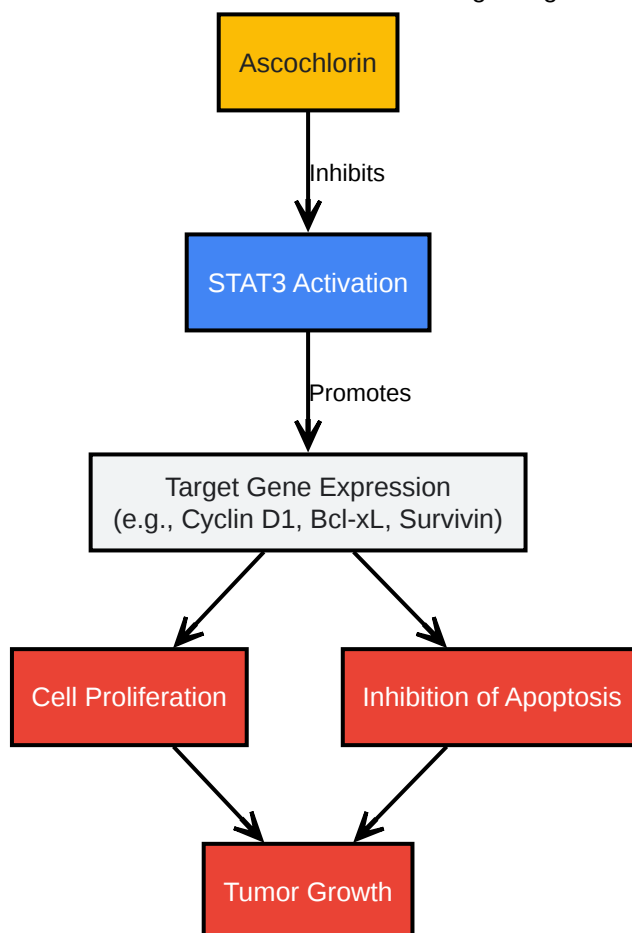 Ascochlorin
Inhibits
STAT3 Activation
Promotes
Target Gene Expression
(e.g., Cyclin D1, Bcl-xL, Survivin)
Cell Proliferation
Inhibition of Apoptosis
Tumor Growth